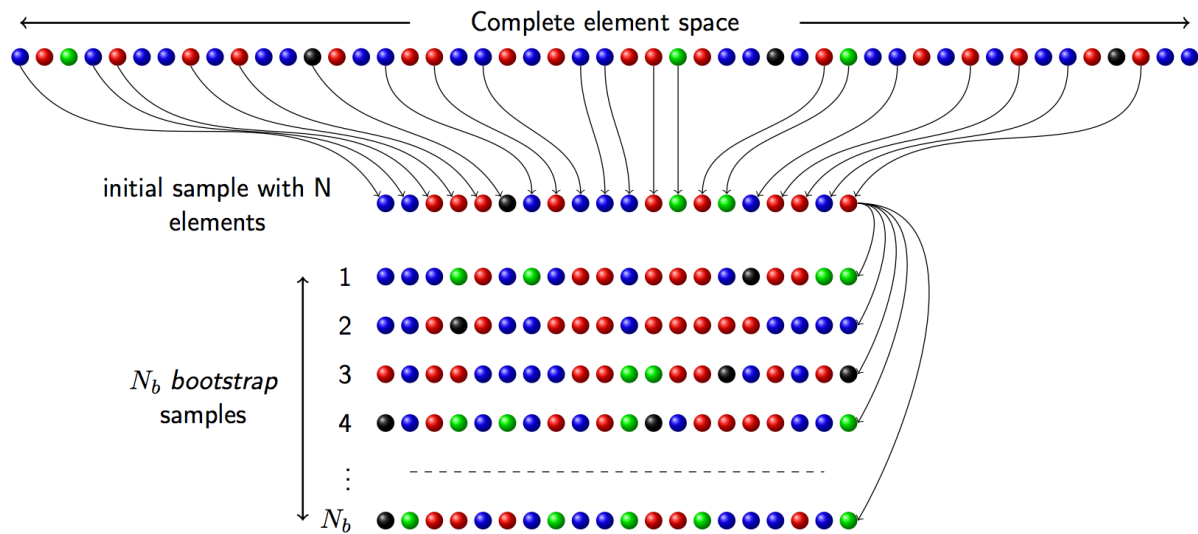 Complete element space
initial sample with N
elements
1
2
N_b bootstrap
samples
3
4
⋮
N_b